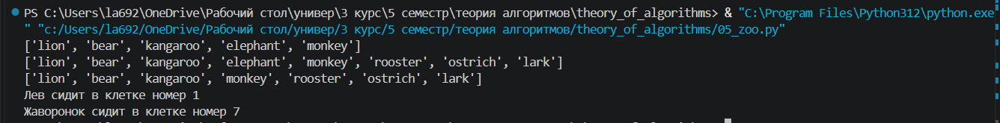 PS C:\Users\la692\OneDrive\Рабочий стол\универ\3 курс\5 семестр\теория алгоритмов\theory_of_algorithms> & "C:\Program Files\Python312\python.exe
" "c:/Users/la692/OneDrive/Рабочий стол/универ/3 курс/5 семестр/теория алгоритмов/theory_of_algorithms/05_zoo.py"
['lion', 'bear', 'kangaroo', 'elephant', 'monkey']
['lion', 'bear', 'kangaroo', 'elephant', 'monkey', 'rooster', 'ostrich', 'lark']
['lion', 'bear', 'kangaroo', 'monkey', 'rooster', 'ostrich', 'lark']
Лев сидит в клетке номер 1
Жаворонок сидит в клетке номер 7